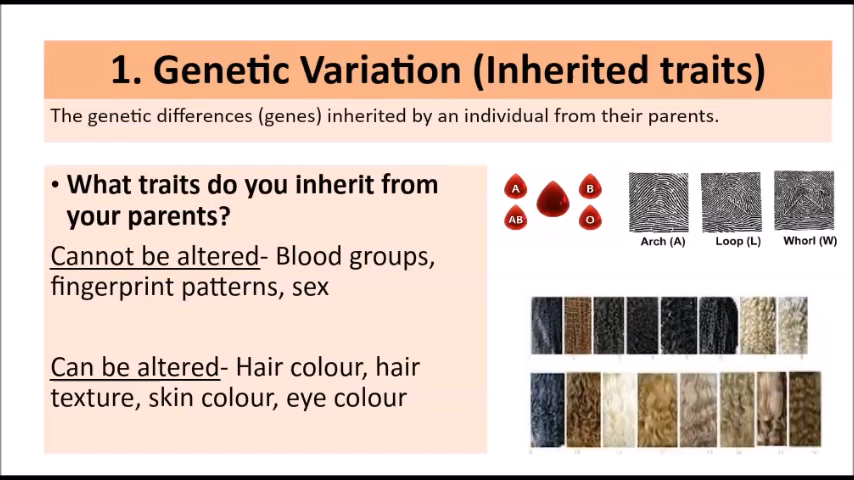 1. Genetic Variation (Inherited traits)
The genetic differences (genes) inherited by an individual from their parents.
• What traits do you inherit from
your parents?
Cannot be altered- Blood groups,
fingerprint patterns, sex
Can be altered- Hair colour, hair
texture, skin colour, eye colour
A B
AB O
Arch (A) Loop (L) Whorl (W)